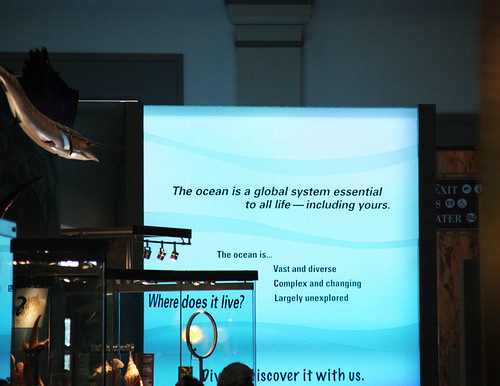 The ocean is a global system essential
to all life — including yours.
The ocean is...
Vast and diverse
Complex and changing
Largely unexplored
Where does it live?
discover it with us.
EXIT